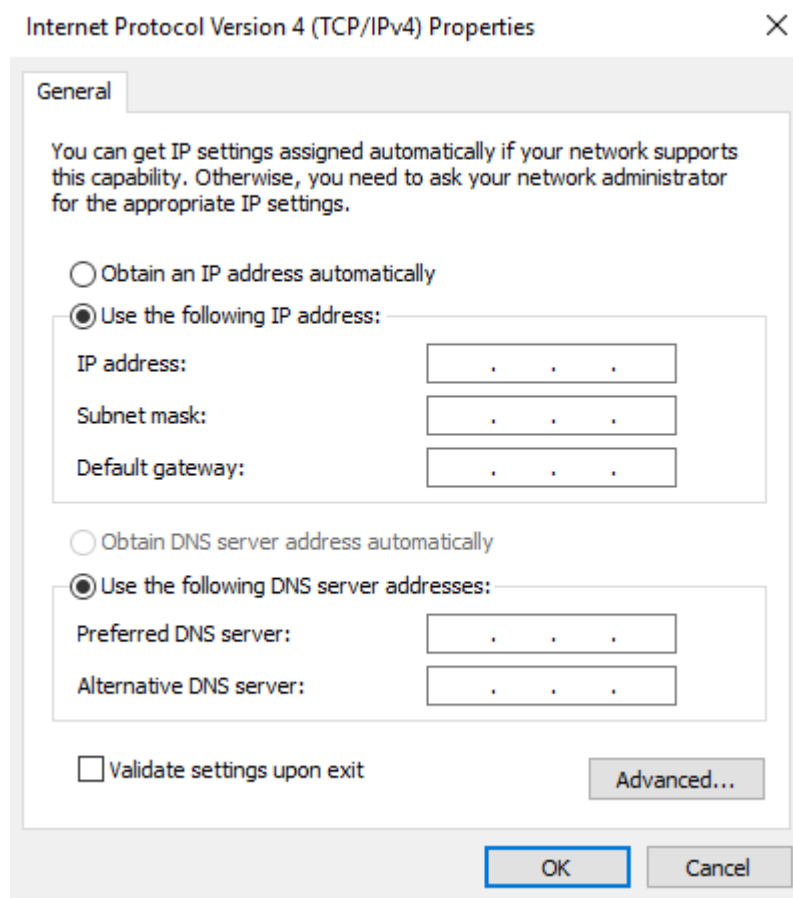 Internet Protocol Version 4 (TCP/IPv4) Properties
General
You can get IP settings assigned automatically if your network supports
this capability. Otherwise, you need to ask your network administrator
for the appropriate IP settings.
Obtain an IP address automatically
Use the following IP address:
IP address: . . .
Subnet mask: . . .
Default gateway: . . .
Obtain DNS server address automatically
Use the following DNS server addresses:
Preferred DNS server: . . .
Alternative DNS server: . . .
Validate settings upon exit
Advanced...
OK Cancel